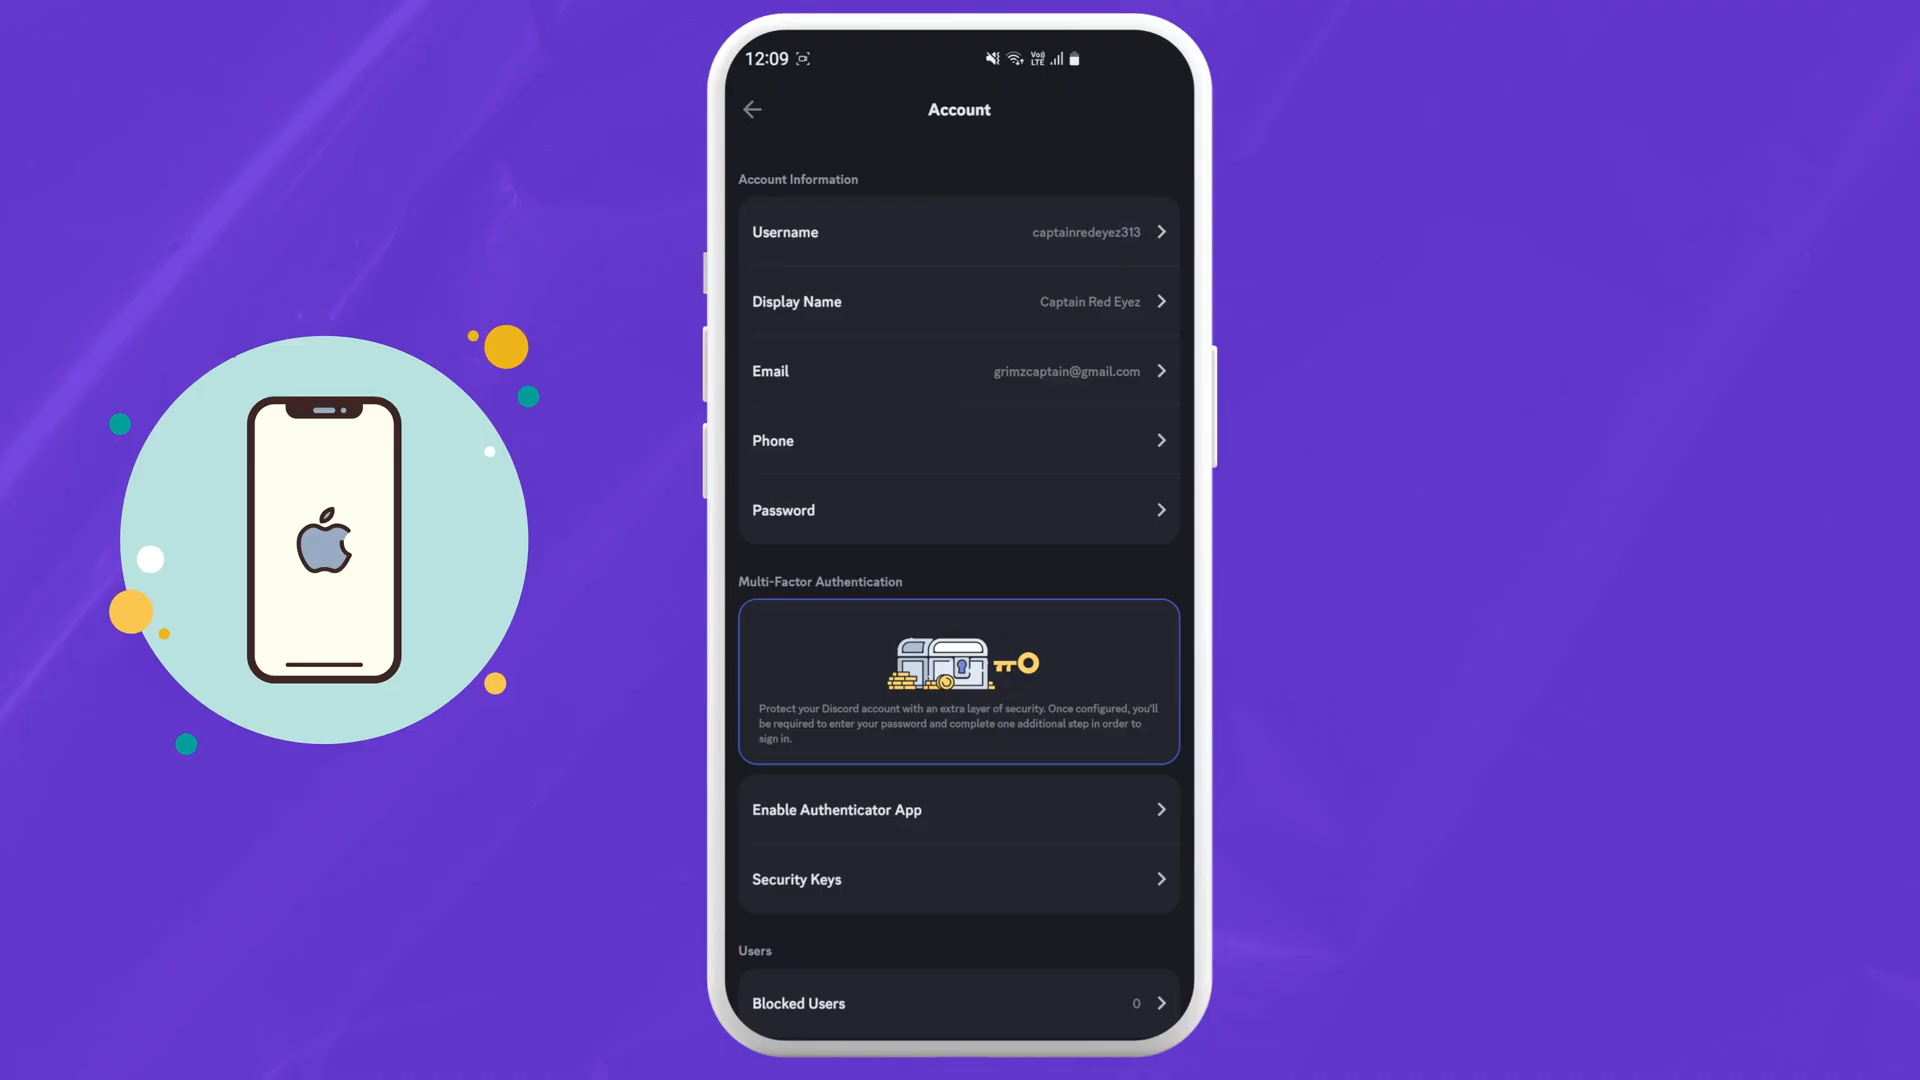 12:09
Vo))
LTE
Account
Account Information
Username captainredeyez313
Display Name Captain Red Eyez
Email grimzcaptain@gmail.com
Phone
Password
Multi-Factor Authentication
Protect your Discord account with an extra layer of security. Once configured, you'll
be required to enter your password and complete one additional step in order to
sign in.
Enable Authenticator App
Security Keys
Users
Blocked Users 0